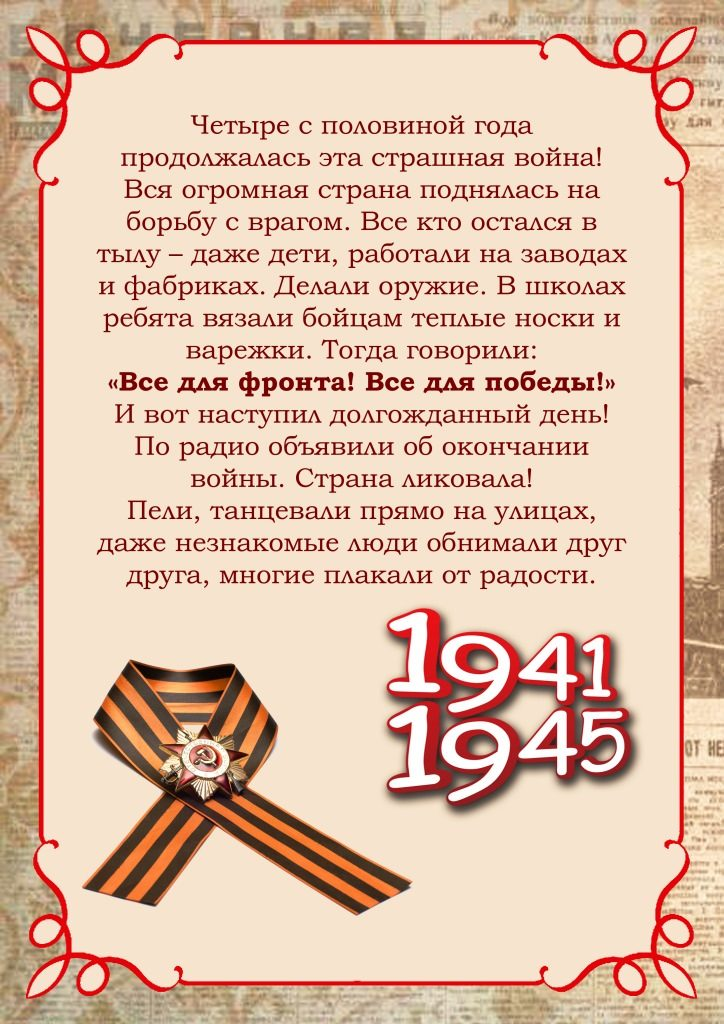 Четыре с половиной года
продолжалась эта страшная война!
Вся огромная страна поднялась на
борьбу с врагом. Все кто остался в
тылу – даже дети, работали на заводах
и фабриках. Делали оружие. В школах
ребята вязали бойцам теплые носки и
варежки. Тогда говорили:
«Все для фронта! Все для победы!»
И вот наступил долгожданный день!
По радио объявили об окончании
войны. Страна ликовала!
Пели, танцевали прямо на улицах,
даже незнакомые люди обнимали друг
друга, многие плакали от радости.
1941
1945